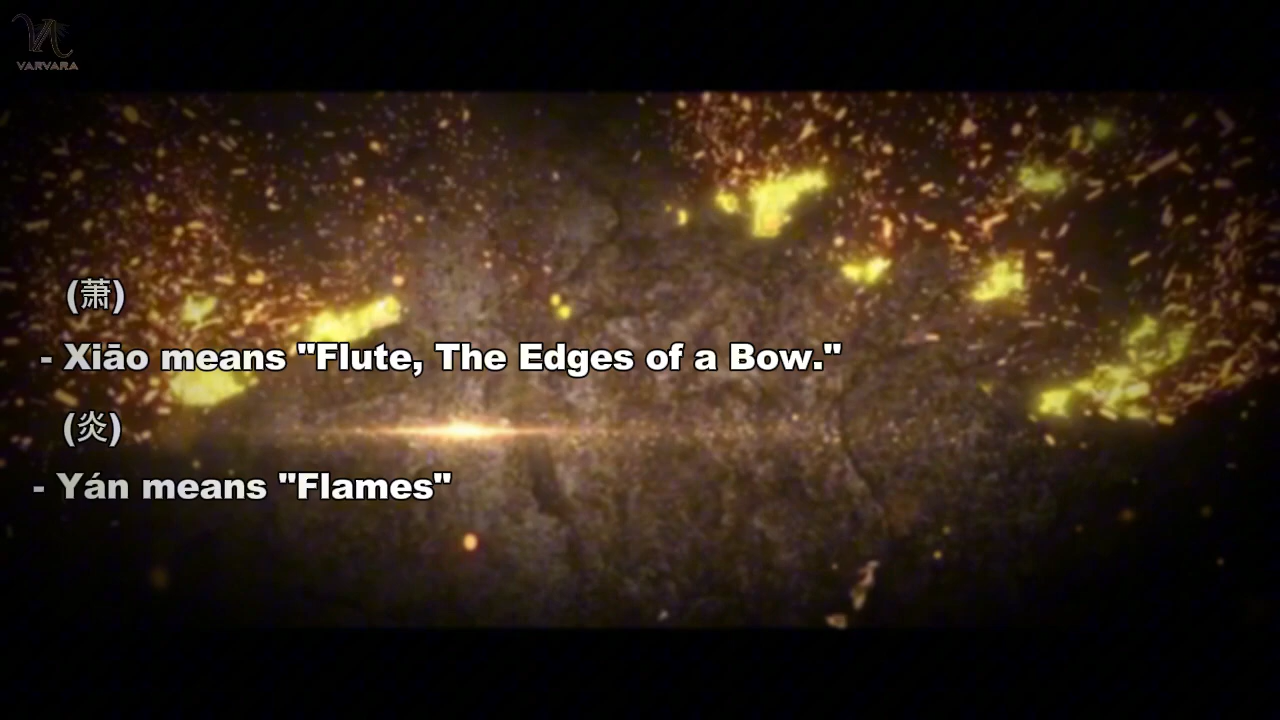 VARVARA
(萧)
- Xiāo means "Flute, The Edges of a Bow."
(炎)
- Yán means "Flames"